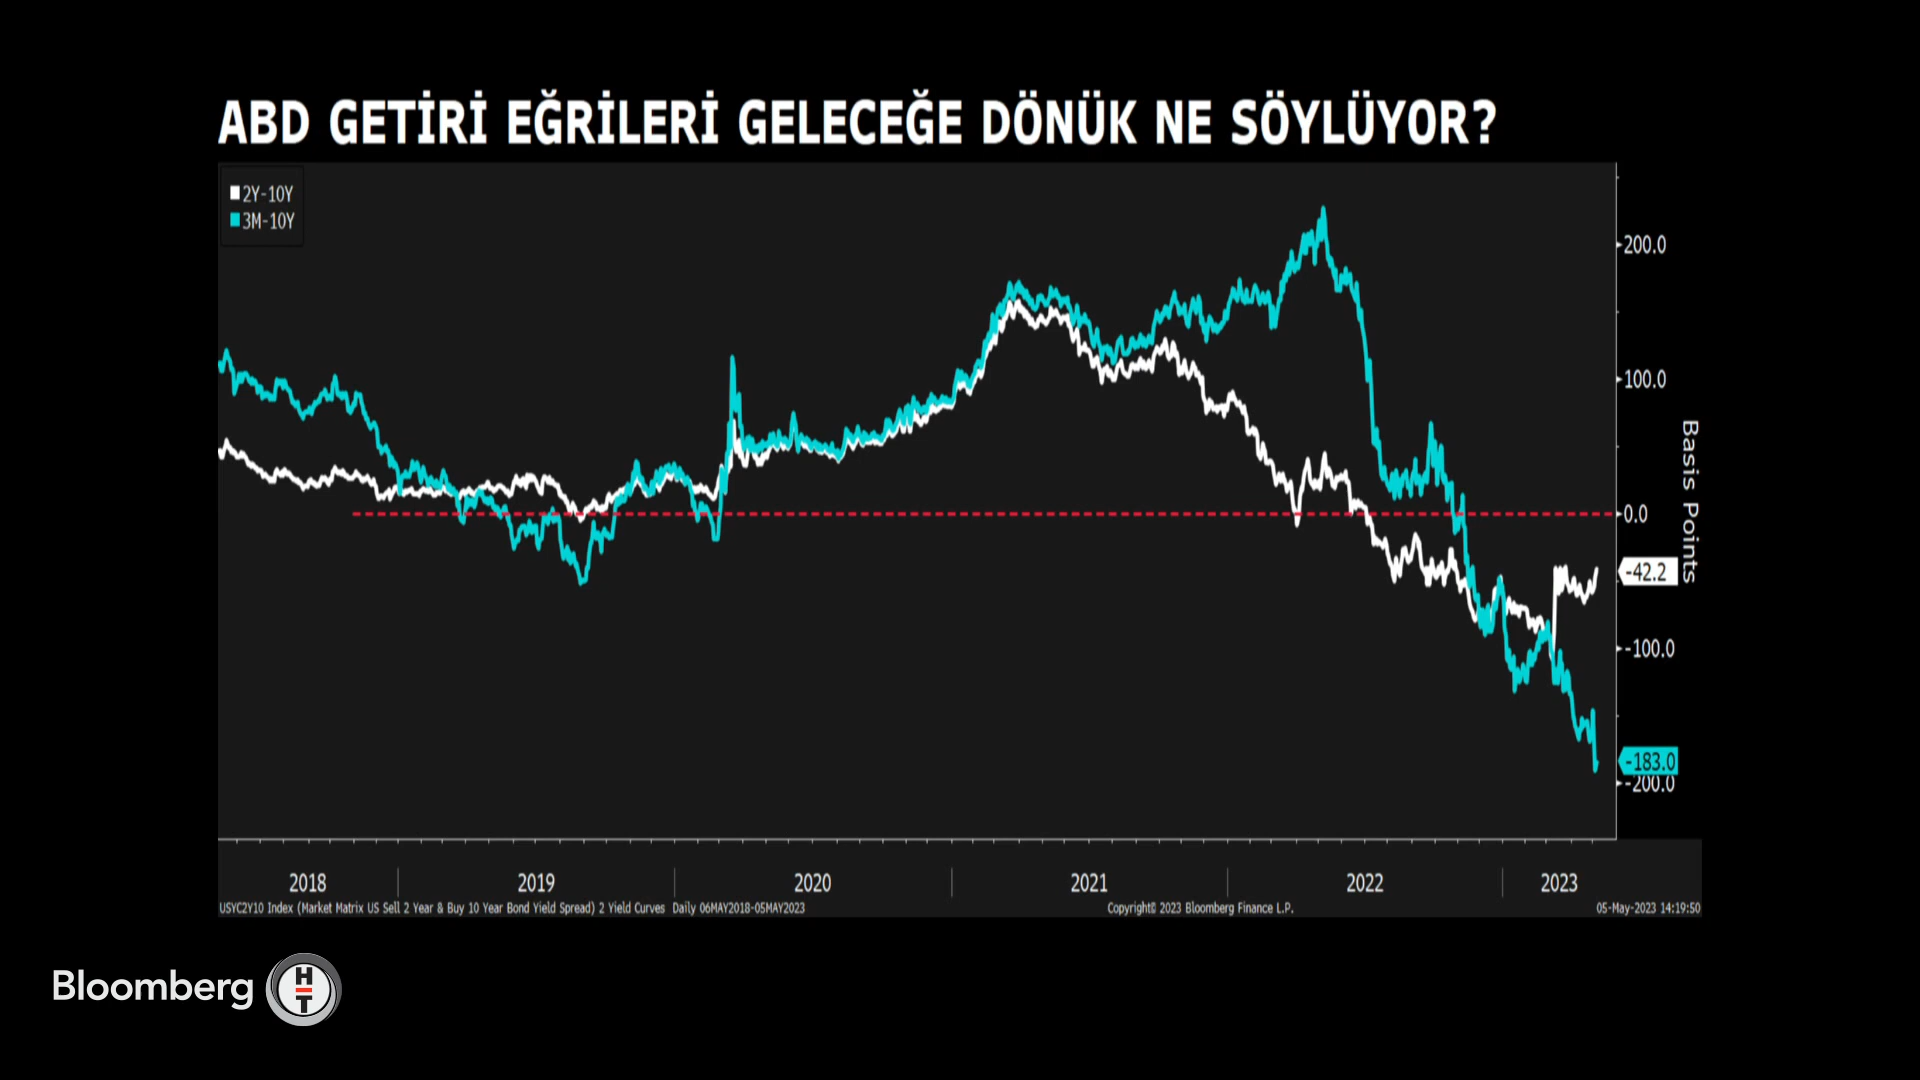 ABD GETİRİ EĞRİLERİ GELECEĞE DÖNÜK NE SÖYLÜYOR?
2Y-10Y
3M-10Y
200.0
100.0
0.0
-42.2
-100.0
-183.0
-200.0
Basis Points
2018 2019 2020 2021 2022 2023
USYC2Y10 Index (Market Matrix US Sell 2 Year & Buy 10 Year Bond Yield Spread) 2 Yield Curves Daily 06MAY2018-05MAY2023 Copyright© 2023 Bloomberg Finance L.P. 05-May-2023 14:19:50
Bloomberg HT